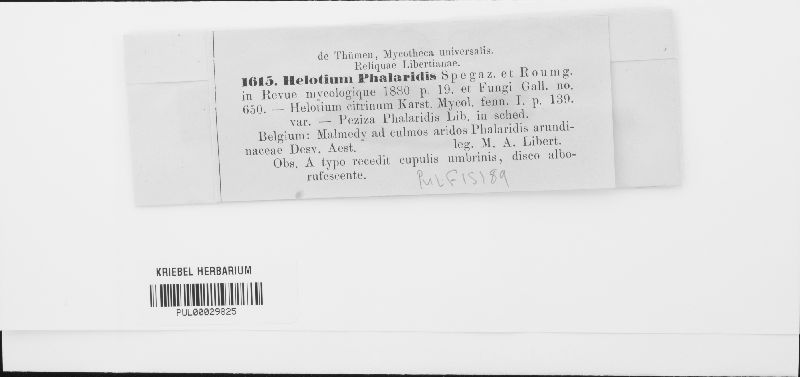 de Thümen, Mycotheca universalis.
Reliquae Libertianae.
1615. Helotium Phalaridis Spegaz. et Roumg.
in Revue mycologique 1880 p. 19. et Fungi Gall. no.
650. — Helotium citrinum Karst. Mycol. fenn. I. p. 139.
var. — Peziza Phalaridis Lib. in sched.
Belgium: Malmedy ad culmos aridos Phalaridis arundi-
naceae Desv. Aest. leg. M. A. Libert.
Obs. A typo recedit cupulis umbrinis, disco albo-
rufescente.
PULF15189
KRIEBEL HERBARIUM
PUL00029825